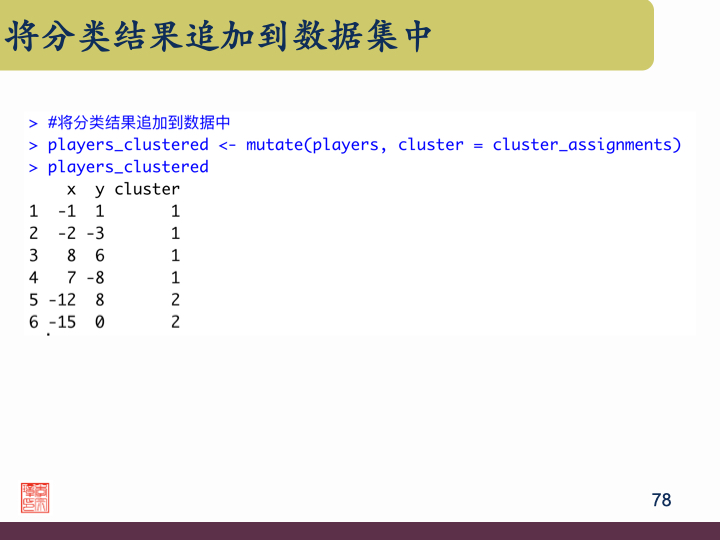 将分类结果追加到数据集中
> #将分类结果追加到数据中
> players_clustered <- mutate(players, cluster = cluster_assignments)
> players_clustered
x y cluster
1 -1 1 1
2 -2 -3 1
3 8 6 1
4 7 -8 1
5 -12 8 2
6 -15 0 2
78